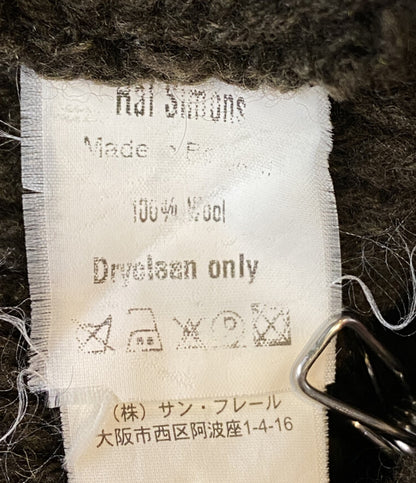 Raf Simons
Made
100% Wool
Dryclean only
(株) サン・フレール
大阪市西区阿波座1-4-16